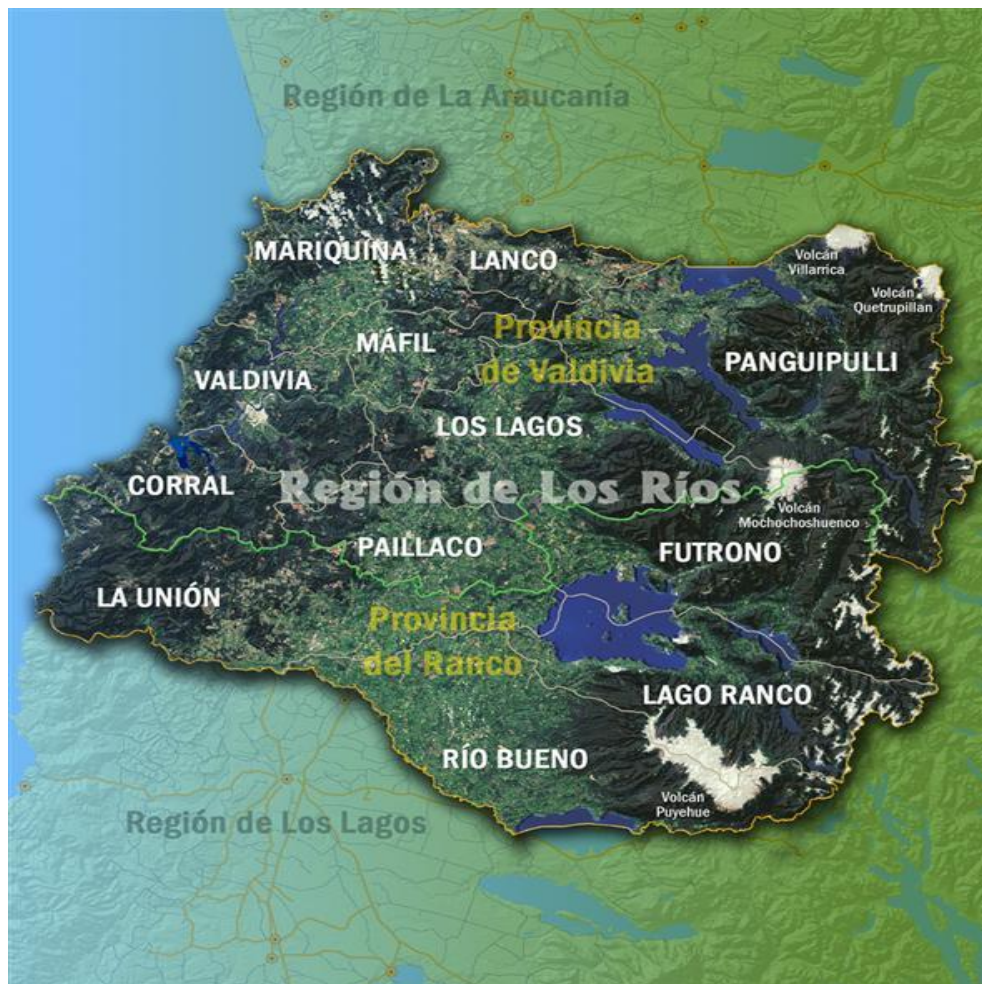 Región de La Araucanía
MARIQUINA
LANCO
Volcán
Villarrica
Volcán
Quetrupillan
MÁFIL
Provincia
de Valdivia
PANGUIPULLI
VALDIVIA
LOS LAGOS
CORRAL
Región de Los Ríos
Volcán
Mochochoshuenco
PAILLACO
FUTRONO
LA UNIÓN
Provincia
del Ranco
LAGO RANCO
RÍO BUENO
Volcán
Puyehue
Región de Los Lagos